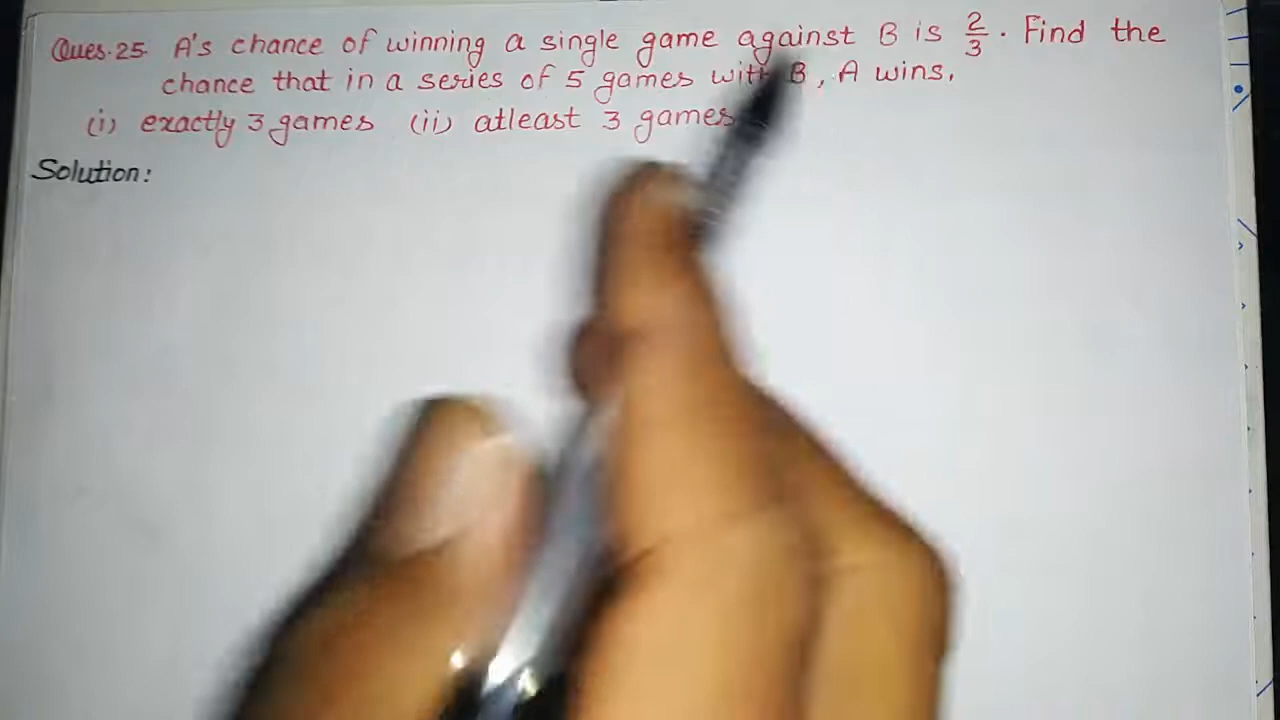 Ques.25. A's chance of winning a single game against B is 2/3. Find the
chance that in a series of 5 games with B, A wins,
(i) exactly 3 games (ii) atleast 3 games
Solution: